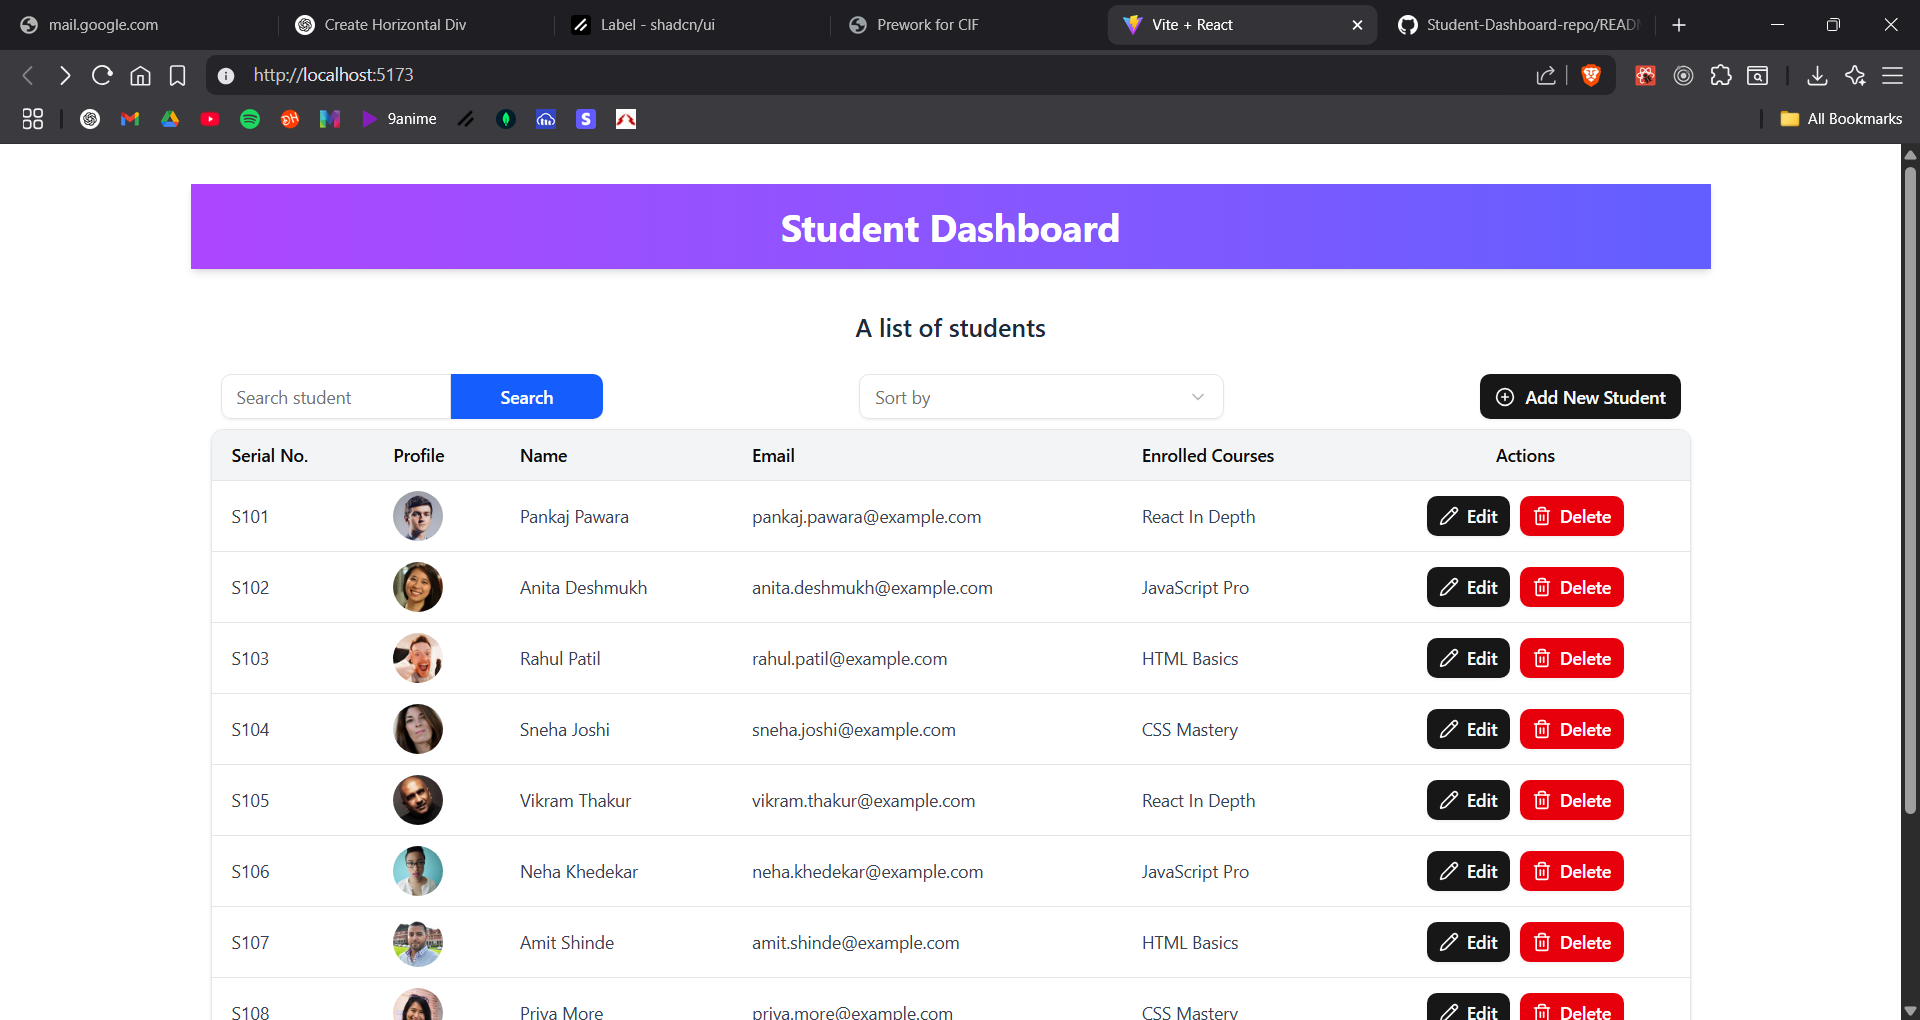 mail.google.com
Create Horizontal Div
Label - shadcn/ui
Prework for CIF
Vite + React
Student-Dashboard-repo/READ
http://localhost:5173
9anime
All Bookmarks
Student Dashboard
A list of students
Search student
Search
Sort by
Add New Student
Serial No. Profile Name Email Enrolled Courses Actions
S101 Pankaj Pawara pankaj.pawara@example.com React In Depth Edit Delete
S102 Anita Deshmukh anita.deshmukh@example.com JavaScript Pro Edit Delete
S103 Rahul Patil rahul.patil@example.com HTML Basics Edit Delete
S104 Sneha Joshi sneha.joshi@example.com CSS Mastery Edit Delete
S105 Vikram Thakur vikram.thakur@example.com React In Depth Edit Delete
S106 Neha Khedekar neha.khedekar@example.com JavaScript Pro Edit Delete
S107 Amit Shinde amit.shinde@example.com HTML Basics Edit Delete
S108 Priya More priya.more@example.com CSS Mastery Edit Delete